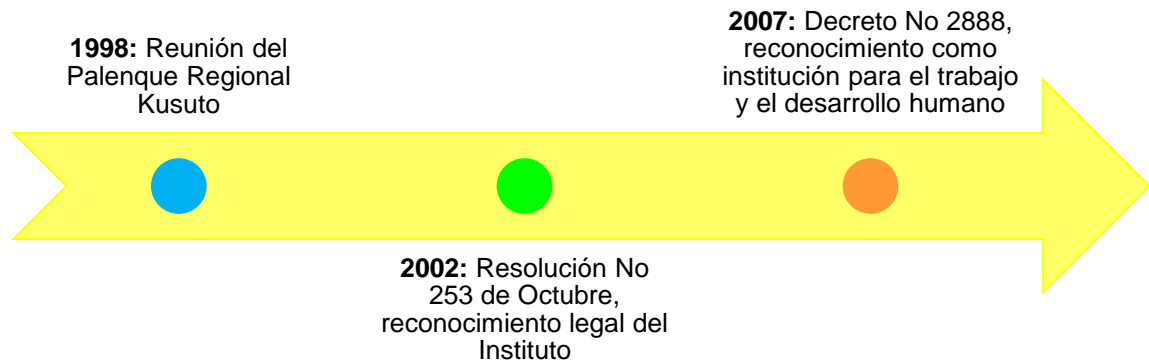 1998: Reunión del
Palenque Regional
Kusuto
2002: Resolución No
253 de Octubre,
reconocimiento legal del
Instituto
2007: Decreto No 2888,
reconocimiento como
institución para el trabajo
y el desarrollo humano